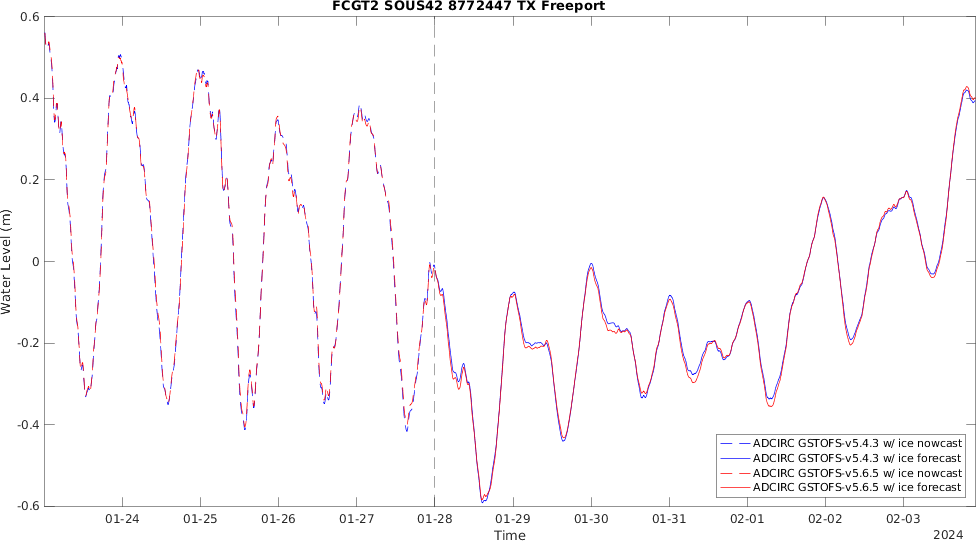 FCGT2 SOUS42 8772447 TX Freeport
0.6
0.4
0.2
0
-0.2
-0.4
-0.6
Water Level (m)
ADCIRC GSTOFS-v5.4.3 w/ ice nowcast
ADCIRC GSTOFS-v5.4.3 w/ ice forecast
ADCIRC GSTOFS-v5.6.5 w/ ice nowcast
ADCIRC GSTOFS-v5.6.5 w/ ice forecast
01-24 01-25 01-26 01-27 01-28 01-29 01-30 01-31 02-01 02-02 02-03
Time
2024